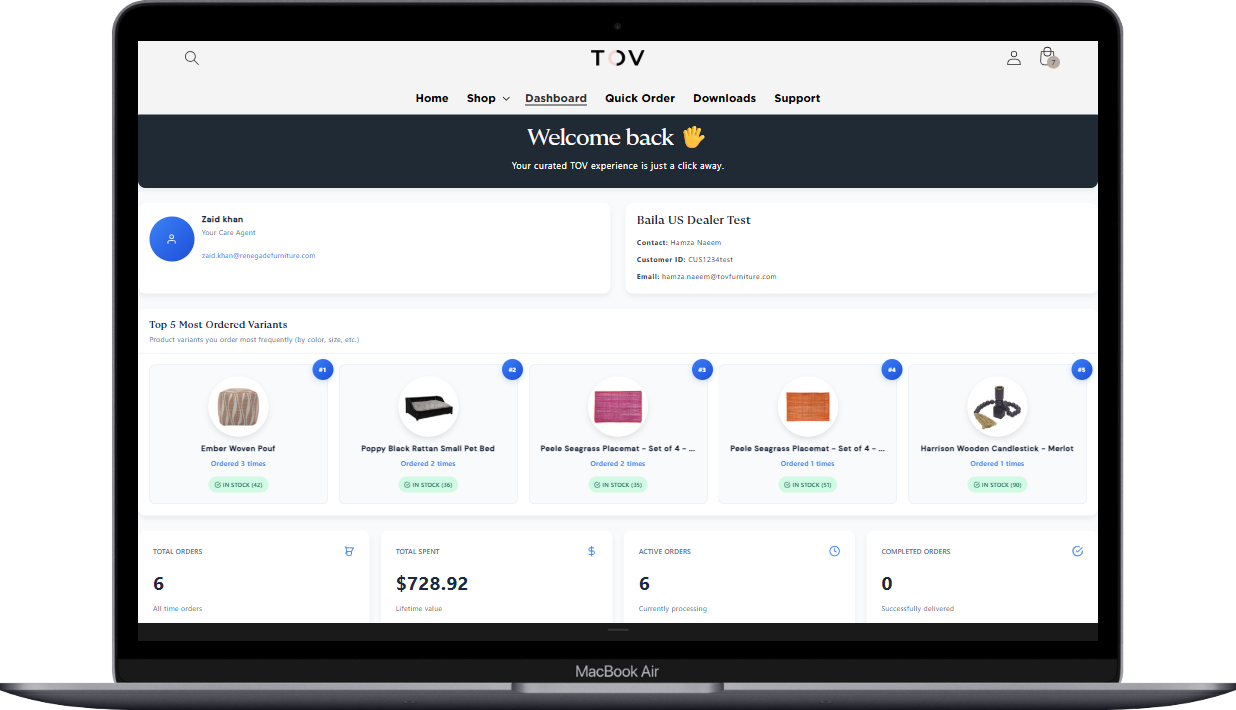 TOV
7
Home Shop Dashboard Quick Order Downloads Support
Welcome back
Your curated TOV experience is just a click away.
Zaid khan
Your Care Agent
zaid.khan@renegadefurniture.com
Baila US Dealer Test
Contact: Hamza Naeem
Customer ID: CUS1234test
Email: hamza.naeem@tovfurniture.com
Top 5 Most Ordered Variants
Product variants you order most frequently (by color, size, etc.)
#1
Ember Woven Pouf
Ordered 3 times
IN STOCK (42)
#2
Poppy Black Rattan Small Pet Bed
Ordered 2 times
IN STOCK (36)
#3
Peele Seagrass Placemat - Set of 4 - ...
Ordered 2 times
IN STOCK (35)
#4
Peele Seagrass Placemat - Set of 4 - ...
Ordered 1 times
IN STOCK (51)
#5
Harrison Wooden Candlestick - Merlot
Ordered 1 times
IN STOCK (90)
TOTAL ORDERS
6
All time orders
TOTAL SPENT
$728.92
Lifetime value
ACTIVE ORDERS
6
Currently processing
COMPLETED ORDERS
0
Successfully delivered
MacBook Air